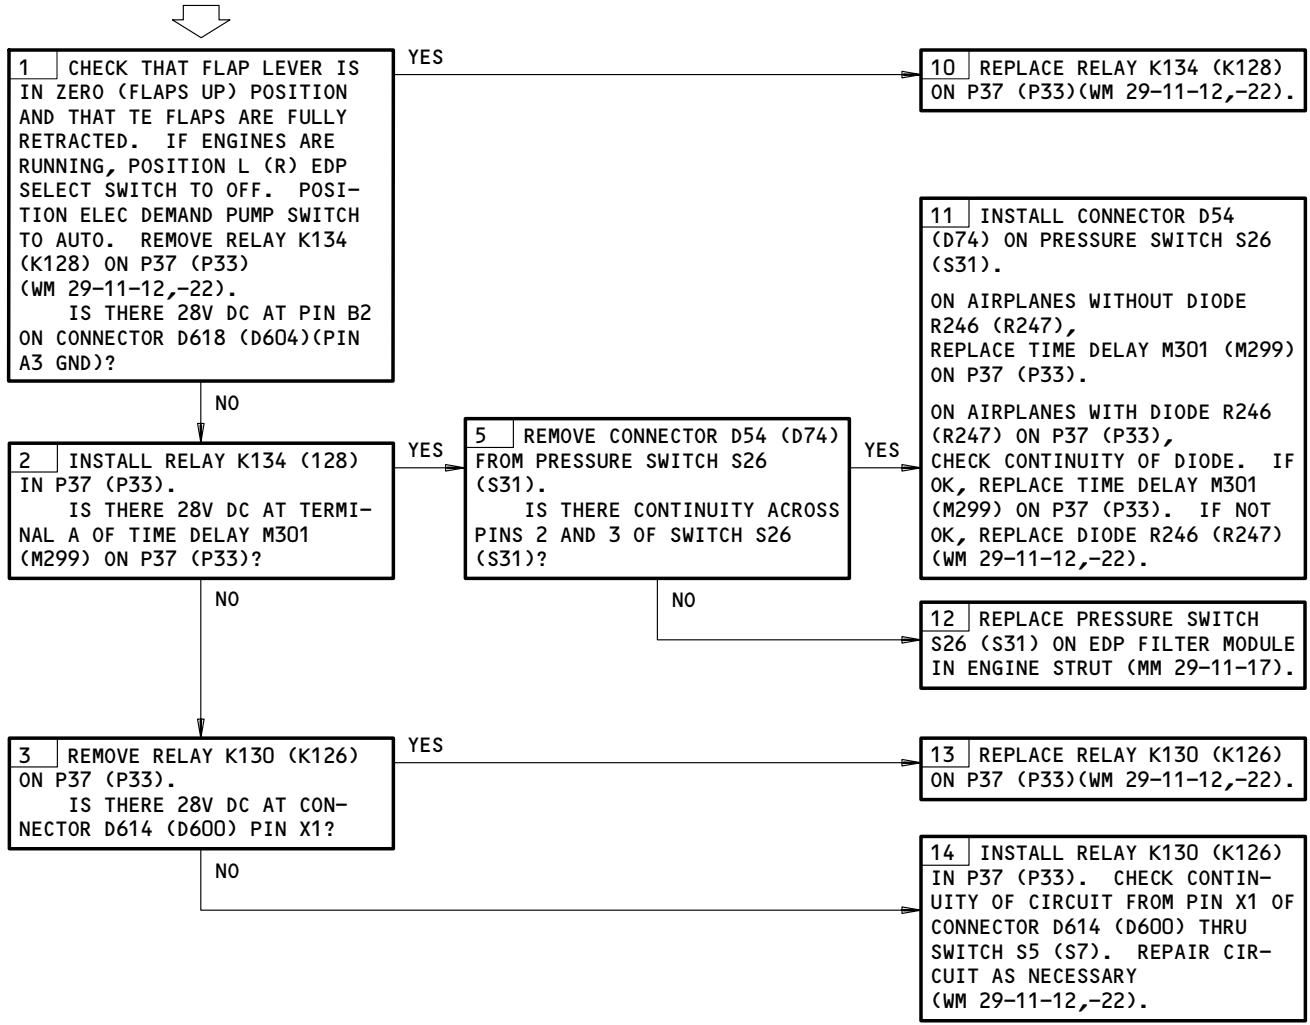 1 CHECK THAT FLAP LEVER IS
IN ZERO (FLAPS UP) POSITION
AND THAT TE FLAPS ARE FULLY
RETRACTED. IF ENGINES ARE
RUNNING, POSITION L (R) EDP
SELECT SWITCH TO OFF. POSI-
TION ELEC DEMAND PUMP SWITCH
TO AUTO. REMOVE RELAY K134
(K128) ON P37 (P33)
(WM 29-11-12,-22).
IS THERE 28V DC AT PIN B2
ON CONNECTOR D618 (D604)(PIN
A3 GND)?
YES
NO
10 REPLACE RELAY K134 (K128)
ON P37 (P33)(WM 29-11-12,-22).
2 INSTALL RELAY K134 (128)
IN P37 (P33).
IS THERE 28V DC AT TERMI-
NAL A OF TIME DELAY M301
(M299) ON P37 (P33)?
YES
NO
5 REMOVE CONNECTOR D54 (D74)
FROM PRESSURE SWITCH S26
(S31).
IS THERE CONTINUITY ACROSS
PINS 2 AND 3 OF SWITCH S26
(S31)?
YES
NO
11 INSTALL CONNECTOR D54
(D74) ON PRESSURE SWITCH S26
(S31).
ON AIRPLANES WITHOUT DIODE
R246 (R247),
REPLACE TIME DELAY M301 (M299)
ON P37 (P33).
ON AIRPLANES WITH DIODE R246
(R247) ON P37 (P33),
CHECK CONTINUITY OF DIODE. IF
OK, REPLACE TIME DELAY M301
(M299) ON P37 (P33). IF NOT
OK, REPLACE DIODE R246 (R247)
(WM 29-11-12,-22).
12 REPLACE PRESSURE SWITCH
S26 (S31) ON EDP FILTER MODULE
IN ENGINE STRUT (MM 29-11-17).
3 REMOVE RELAY K130 (K126)
ON P37 (P33).
IS THERE 28V DC AT CON-
NECTOR D614 (D600) PIN X1?
YES
NO
13 REPLACE RELAY K130 (K126)
ON P37 (P33)(WM 29-11-12,-22).
14 INSTALL RELAY K130 (K126)
IN P37 (P33). CHECK CONTIN-
UITY OF CIRCUIT FROM PIN X1 OF
CONNECTOR D614 (D600) THRU
SWITCH S5 (S7). REPAIR CIR-
CUIT AS NECESSARY
(WM 29-11-12,-22).